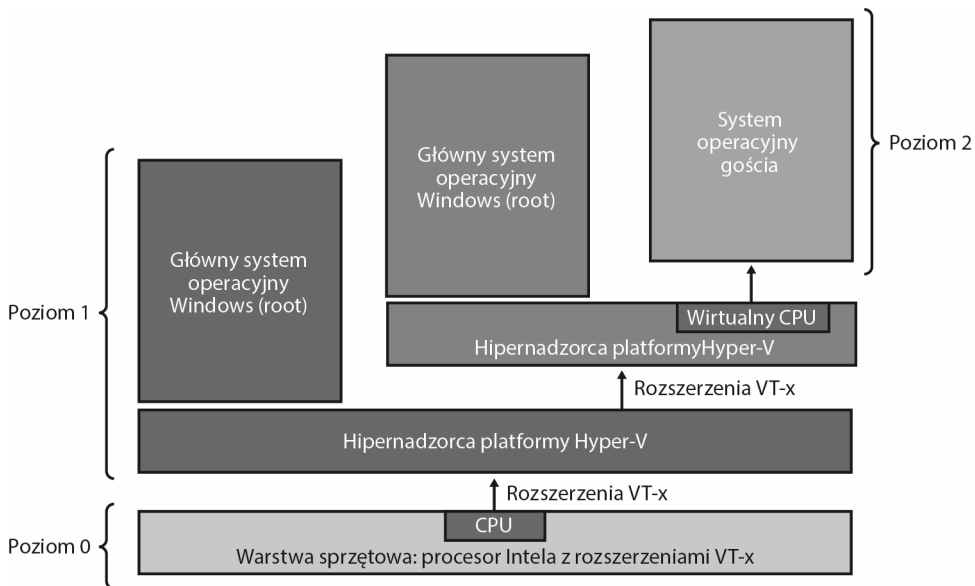 System
operacyjny
gościa
Poziom 2
Główny system
operacyjny
Windows (root)
Główny system
operacyjny
Windows (root)
Poziom 1
Wirtualny CPU
Hipernadzorca platformyHyper-V
Rozszerzenia VT-x
Hipernadzorca platformy Hyper-V
Rozszerzenia VT-x
CPU
Poziom 0
Warstwa sprzętowa: procesor Intela z rozszerzeniami VT-x